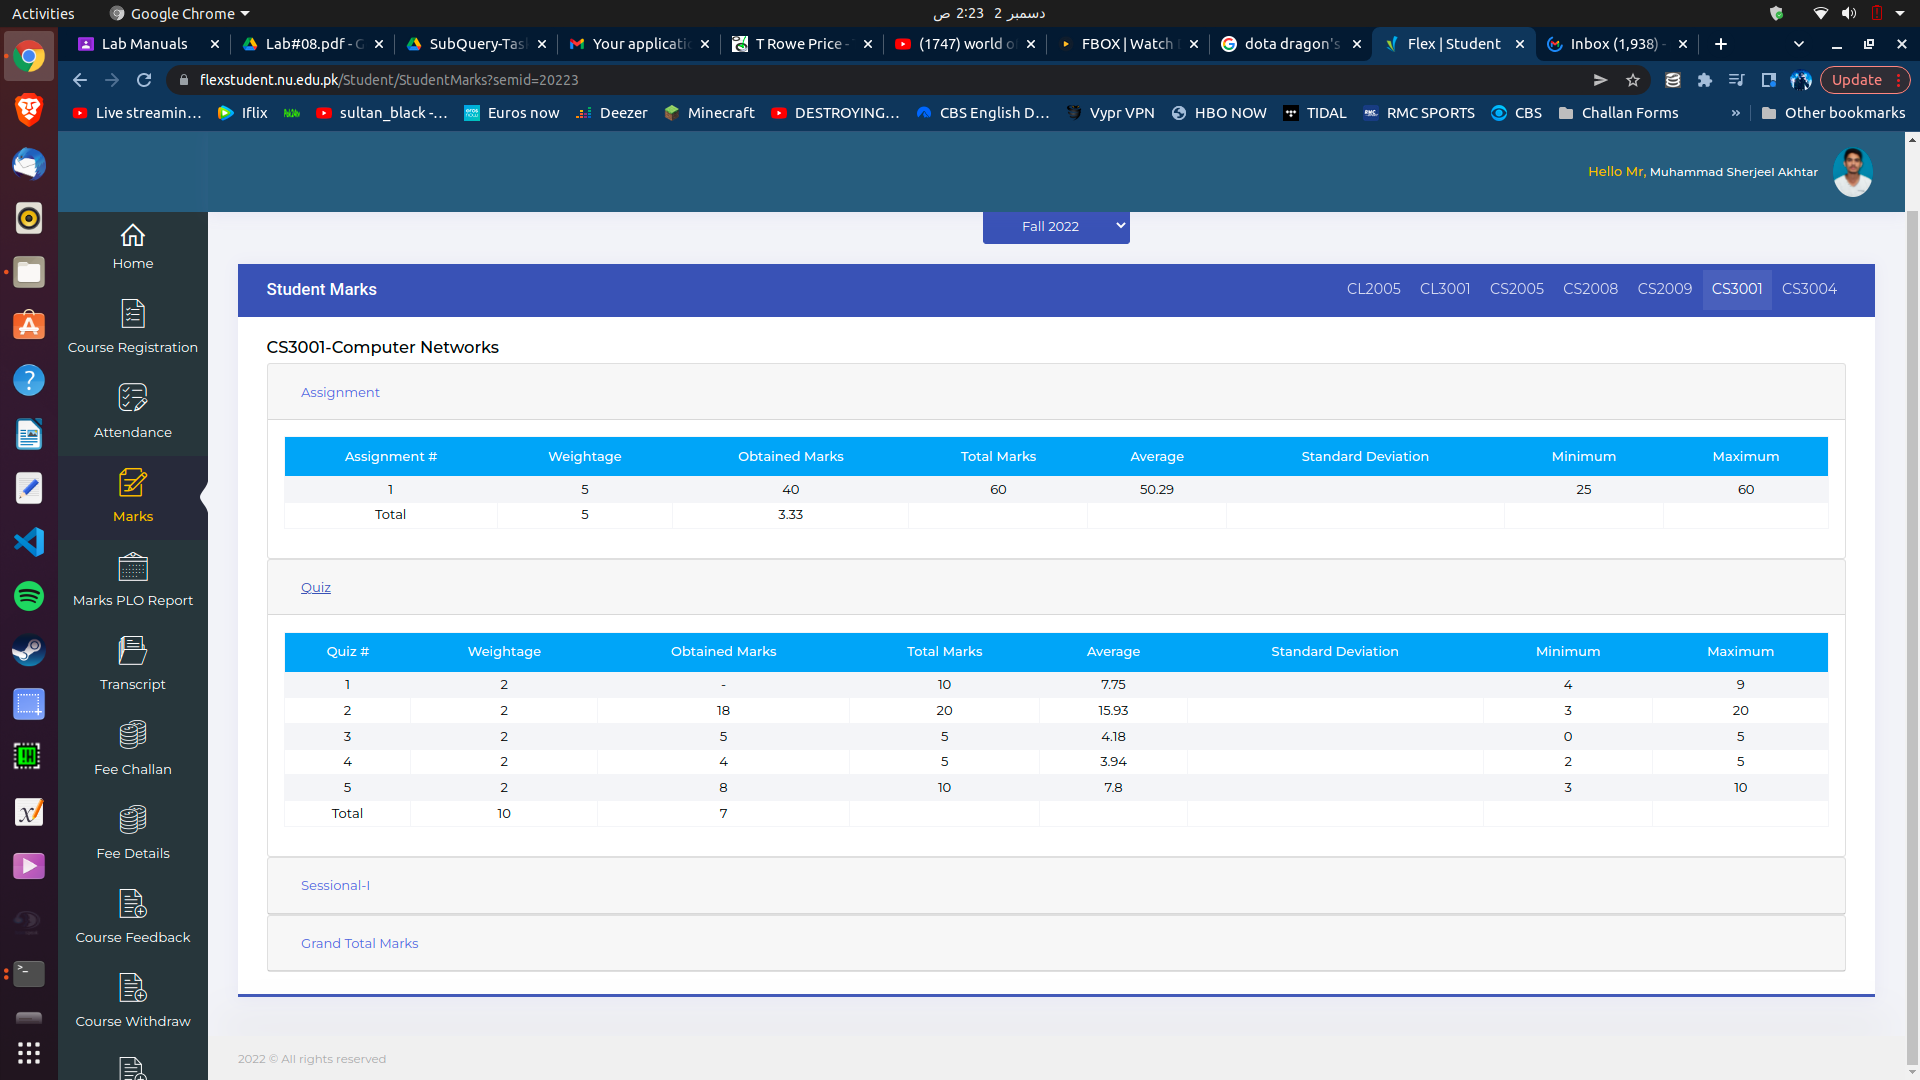 Activities Google Chrome 2:23 دسمبر 2 ص
Lab Manuals Lab#08.pdf - G SubQuery-Tas Your applicati T Rowe Price - (1747) world o FBOX | Watch dota dragon's Flex | Student Inbox (1,938) -
flexstudent.nu.edu.pk/Student/StudentMarks?semid=20223 Update
Live streamin... Iflix sultan_black -... Euros now Deezer Minecraft DESTROYING... CBS English D... Vypr VPN HBO NOW TIDAL RMC SPORTS CBS Challan Forms » Other bookmarks
Hello Mr, Muhammad Sherjeel Akhtar
Fall 2022
Home
Course Registration
Attendance
Marks
Marks PLO Report
Transcript
Fee Challan
Fee Details
Course Feedback
Course Withdraw
Student Marks CL2005 CL3001 CS2005 CS2008 CS2009 CS3001 CS3004
CS3001-Computer Networks
Assignment
Assignment # Weightage Obtained Marks Total Marks Average Standard Deviation Minimum Maximum
1 5 40 60 50.29 25 60
Total 5 3.33
Quiz
Quiz # Weightage Obtained Marks Total Marks Average Standard Deviation Minimum Maximum
1 2 - 10 7.75 4 9
2 2 18 20 15.93 3 20
3 2 5 5 4.18 0 5
4 2 4 5 3.94 2 5
5 2 8 10 7.8 3 10
Total 10 7
Sessional-I
Grand Total Marks
2022 © All rights reserved